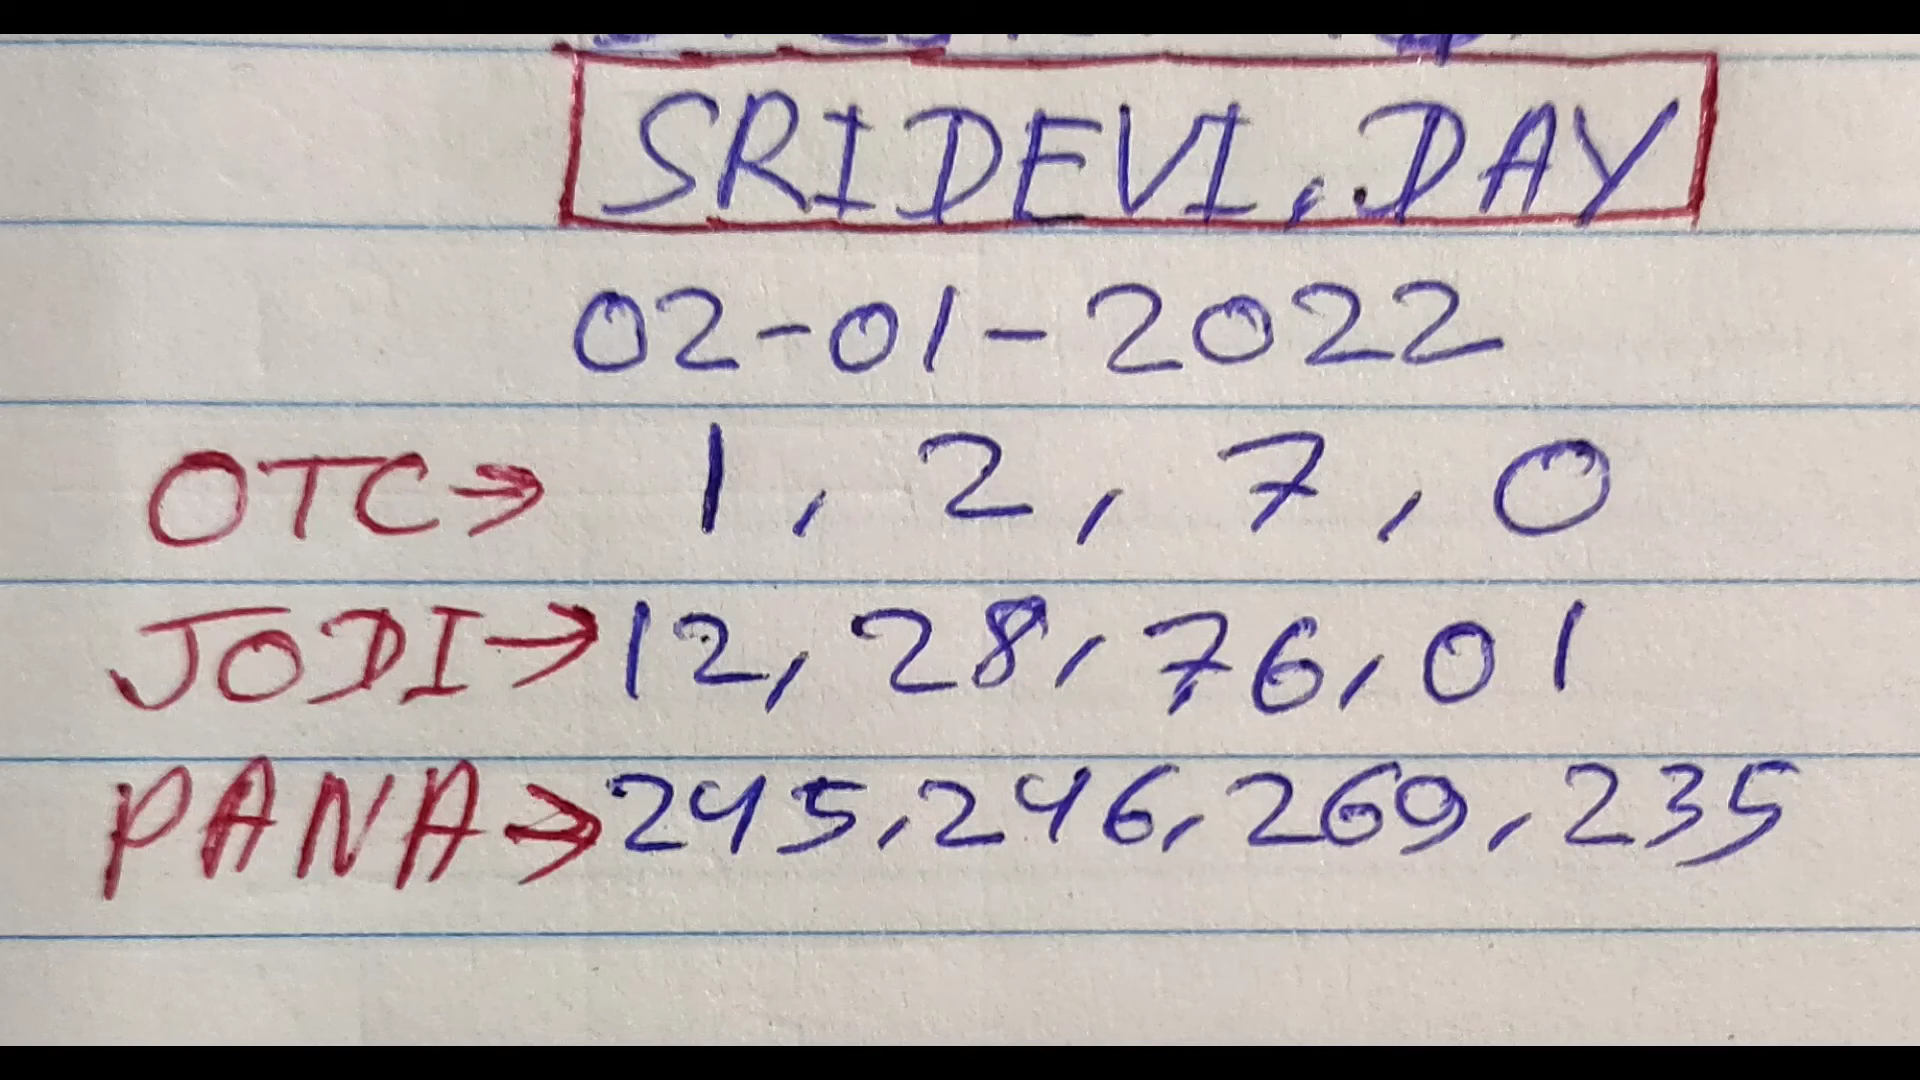 SRIDEVI. DAY
02-01-2022
OTC→ 1, 2, 7, 0
JODI→ 12, 28, 76, 01
PANA→ 245, 246, 269, 235